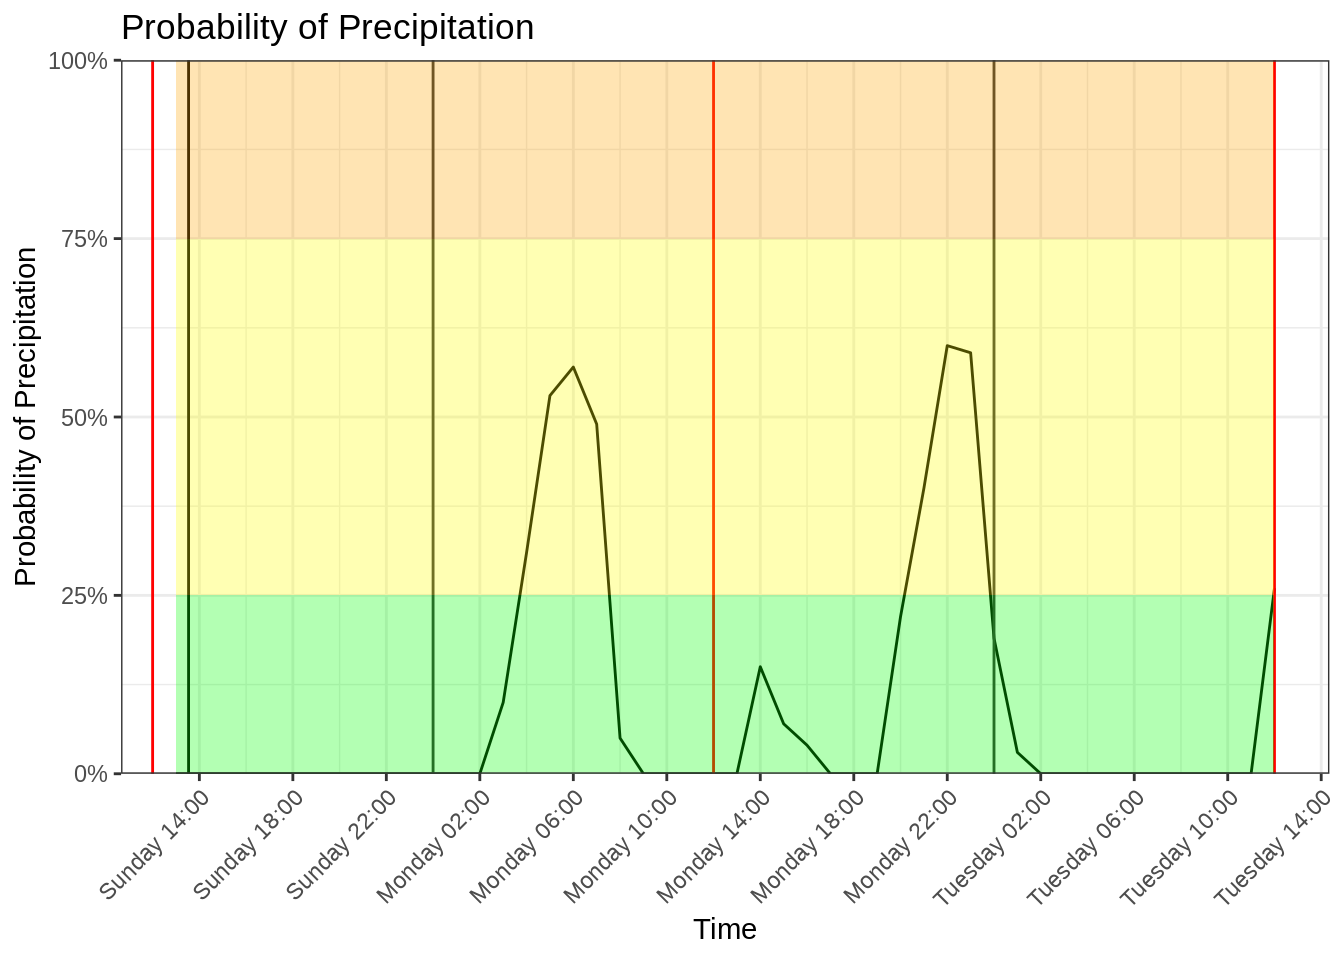 Probability of Precipitation
100%
75%
50%
25%
0%
Probability of Precipitation
Sunday 14:00
Sunday 18:00
Sunday 22:00
Monday 02:00
Monday 06:00
Monday 10:00
Monday 14:00
Monday 18:00
Monday 22:00
Tuesday 02:00
Tuesday 06:00
Tuesday 10:00
Tuesday 14:00
Time